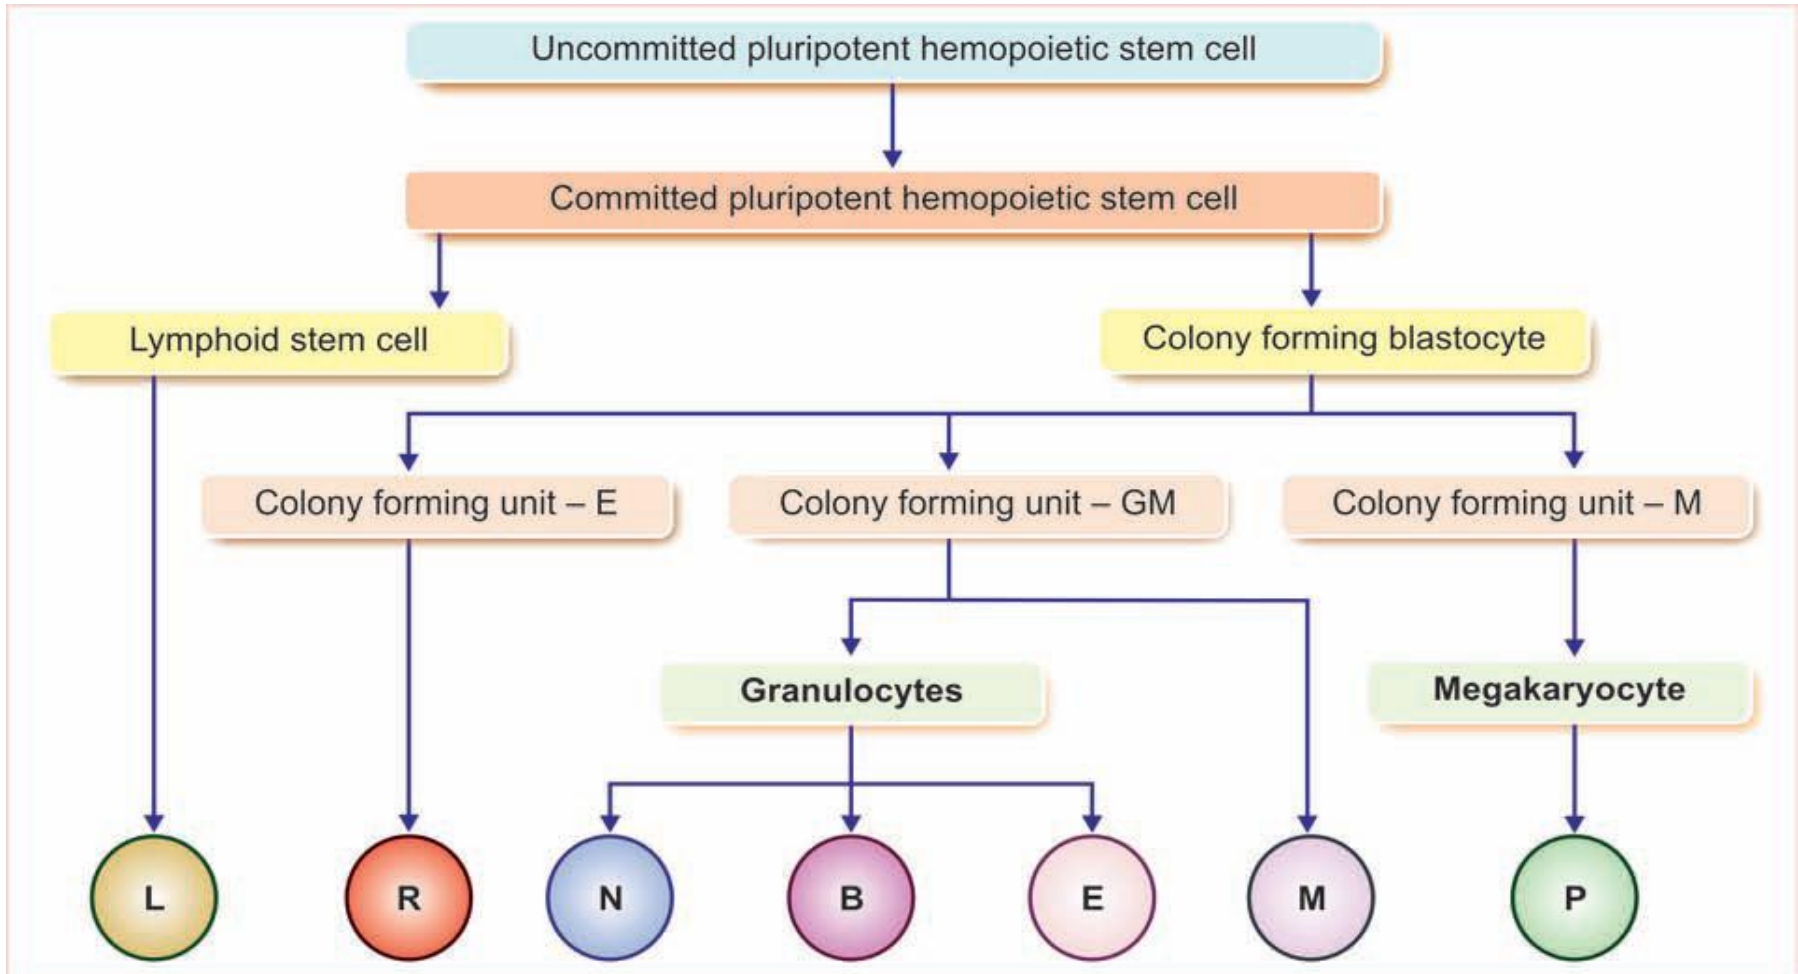 Uncommitted pluripotent hemopoietic stem cell
Committed pluripotent hemopoietic stem cell
Lymphoid stem cell
Colony forming blastocyte
Colony forming unit – E
Colony forming unit – GM
Colony forming unit – M
Granulocytes
Megakaryocyte
L
R
N
B
E
M
P